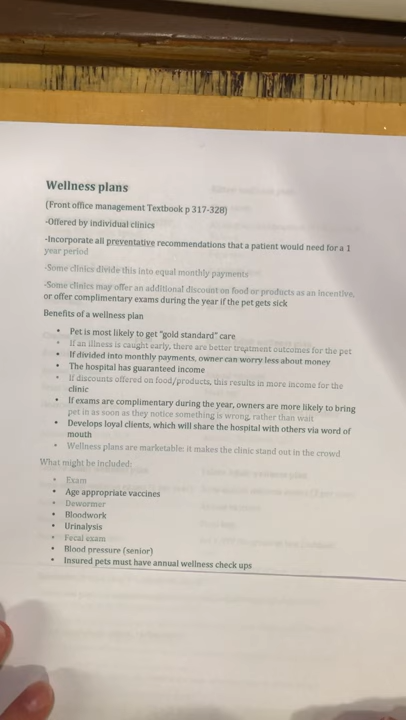 Wellness plans
(Front office management Textbook p 317-328)
-Offered by individual clinics
-Incorporate all preventative recommendations that a patient would need for a 1
year period
-Some clinics divide this into equal monthly payments
-Some clinics may offer an additional discount on food or products as an incentive,
or offer complimentary exams during the year if the pet gets sick
Benefits of a wellness plan
• Pet is most likely to get "gold standard" care
• If an illness is caught early, there are better treatment outcomes for the pet
• If divided into monthly payments, owner can worry less about money
• The hospital has guaranteed income
• If discounts offered on food/products, this results in more income for the
clinic
• If exams are complimentary during the year, owners are more likely to bring
pet in as soon as they notice something is wrong, rather than wait
• Develops loyal clients, which will share the hospital with others via word of
mouth
• Wellness plans are marketable: it makes the clinic stand out in the crowd
What might be included:
• Exam
• Age appropriate vaccines
• Dewormer
• Bloodwork
• Urinalysis
• Fecal exam
• Blood pressure (senior)
• Insured pets must have annual wellness check ups